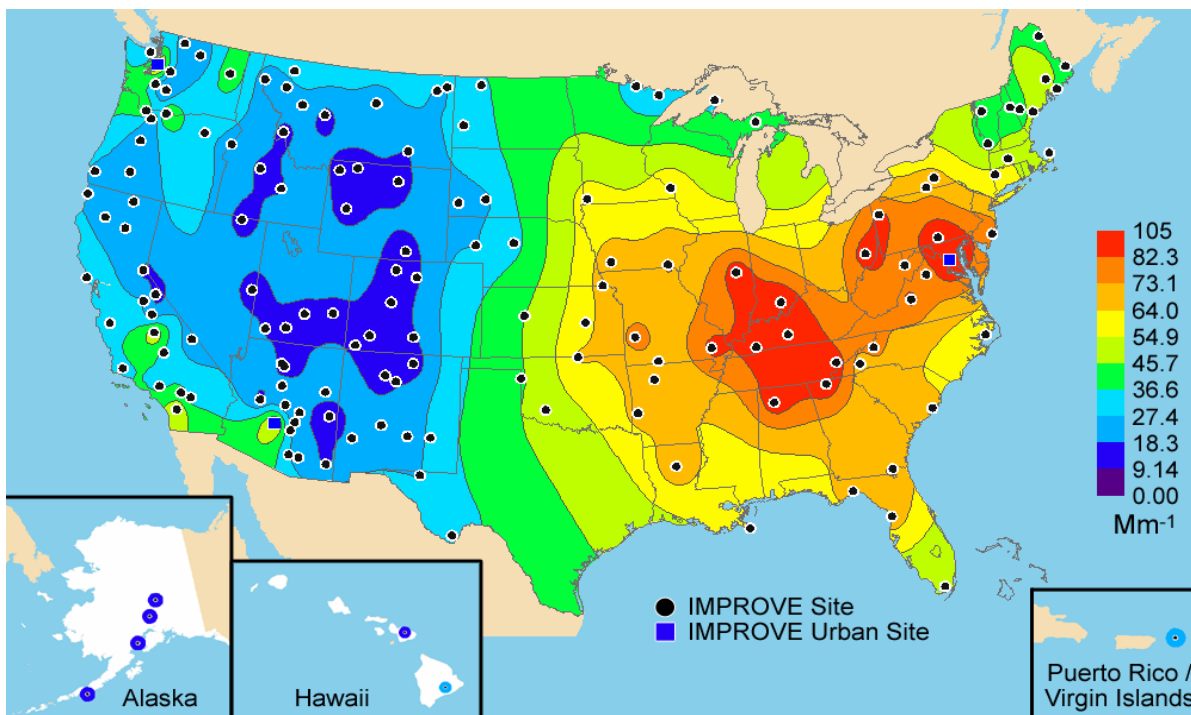 105
82.3
73.1
64.0
54.9
45.7
36.6
27.4
18.3
9.14
0.00
Mm-1
IMPROVE Site
IMPROVE Urban Site
Alaska
Hawaii
Puerto Rico /
Virgin Islands